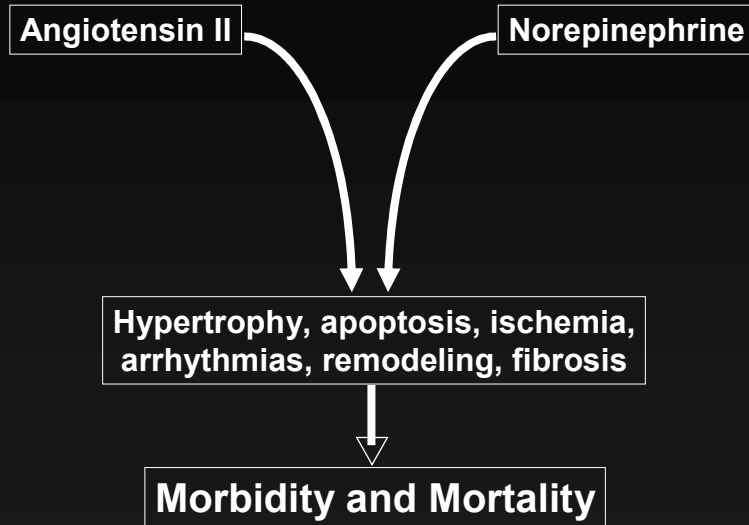 Angiotensin II
Norepinephrine
Hypertrophy, apoptosis, ischemia,
arrhythmias, remodeling, fibrosis
Morbidity and Mortality